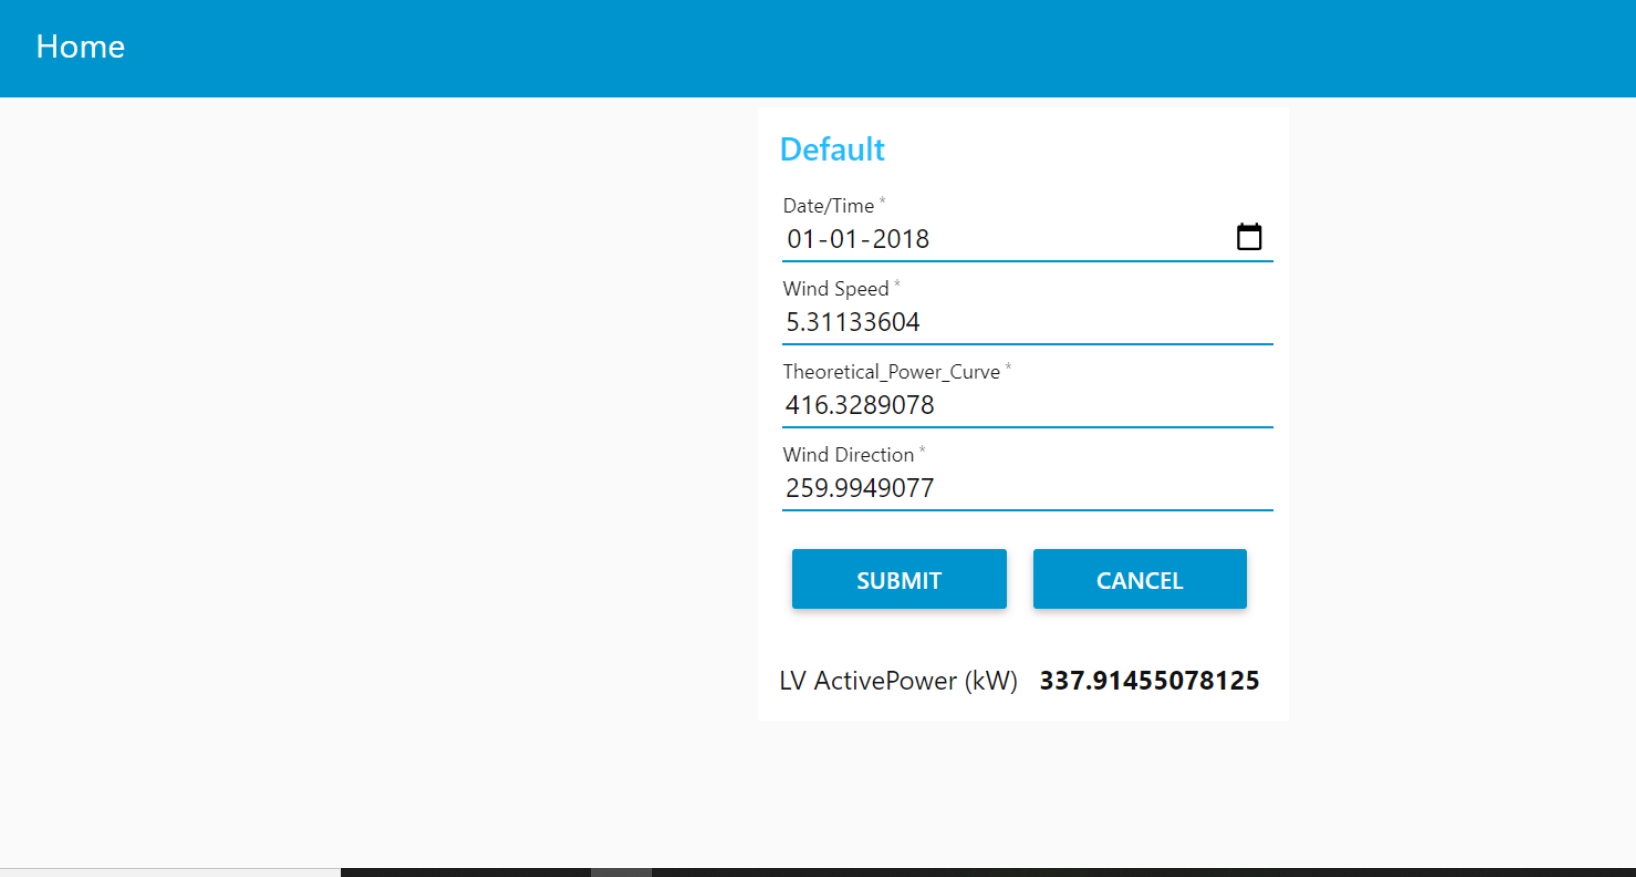 Home
Default
Date/Time *
01-01-2018
Wind Speed *
5.31133604
Theoretical_Power_Curve *
416.3289078
Wind Direction *
259.9949077
SUBMIT CANCEL
LV ActivePower (kW) 337.91455078125